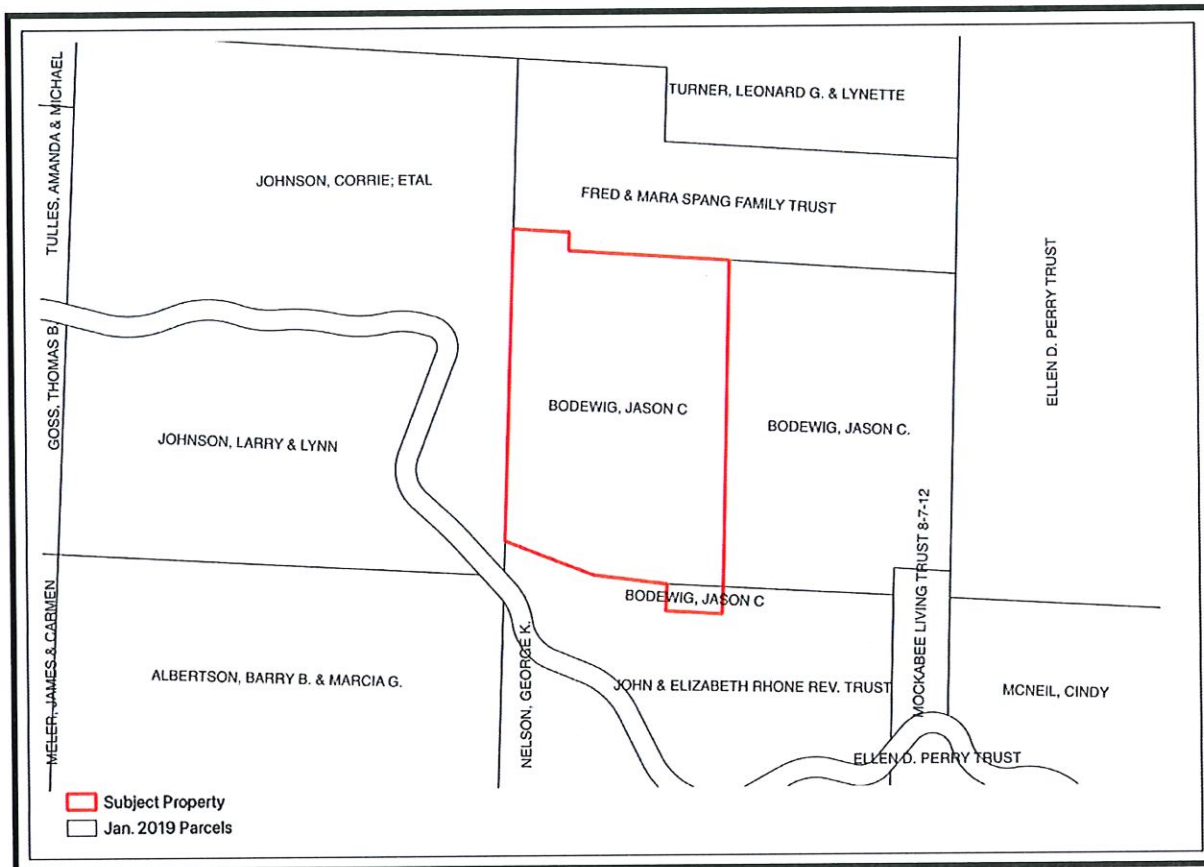 TULLES, AMANDA & MICHAEL
TURNER, LEONARD G. & LYNETTE
JOHNSON, CORRIE; ETAL
FRED & MARA SPANG FAMILY TRUST
ELLEN D. PERRY TRUST
GOSS, THOMAS B.
BODEWIG, JASON C
BODEWIG, JASON C.
JOHNSON, LARRY & LYNN
MOCKABEE LIVING TRUST 8-7-12
BODEWIG, JASON C
MELER, JAMES & CARMEN
ALBERTSON, BARRY B. & MARCIA G.
NELSON, GEORGE K.
JOHN & ELIZABETH RHONE REV. TRUST
MCNEIL, CINDY
ELLEN D. PERRY TRUST
Subject Property
Jan. 2019 Parcels